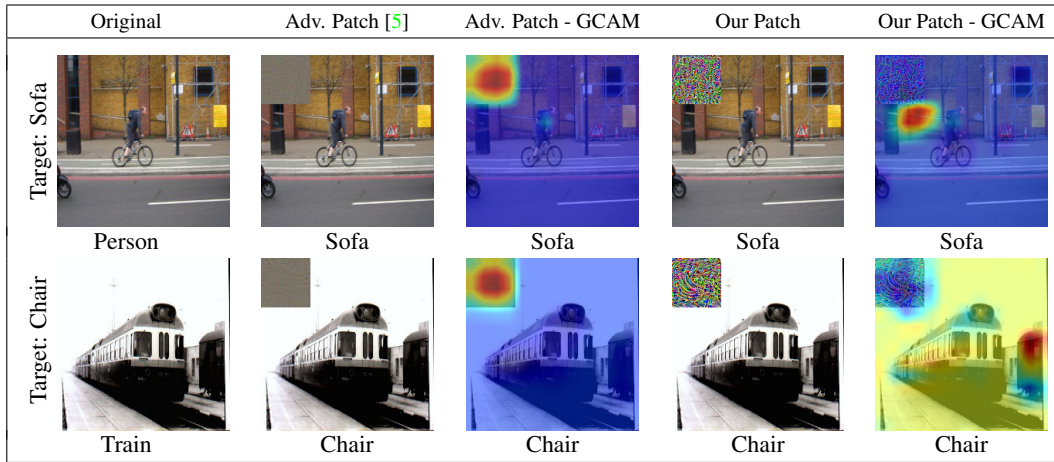 Original Adv. Patch [5] Adv. Patch - GCAM Our Patch Our Patch - GCAM
Target: Sofa
Person Sofa Sofa Sofa Sofa
Target: Chair
Train Chair Chair Chair Chair